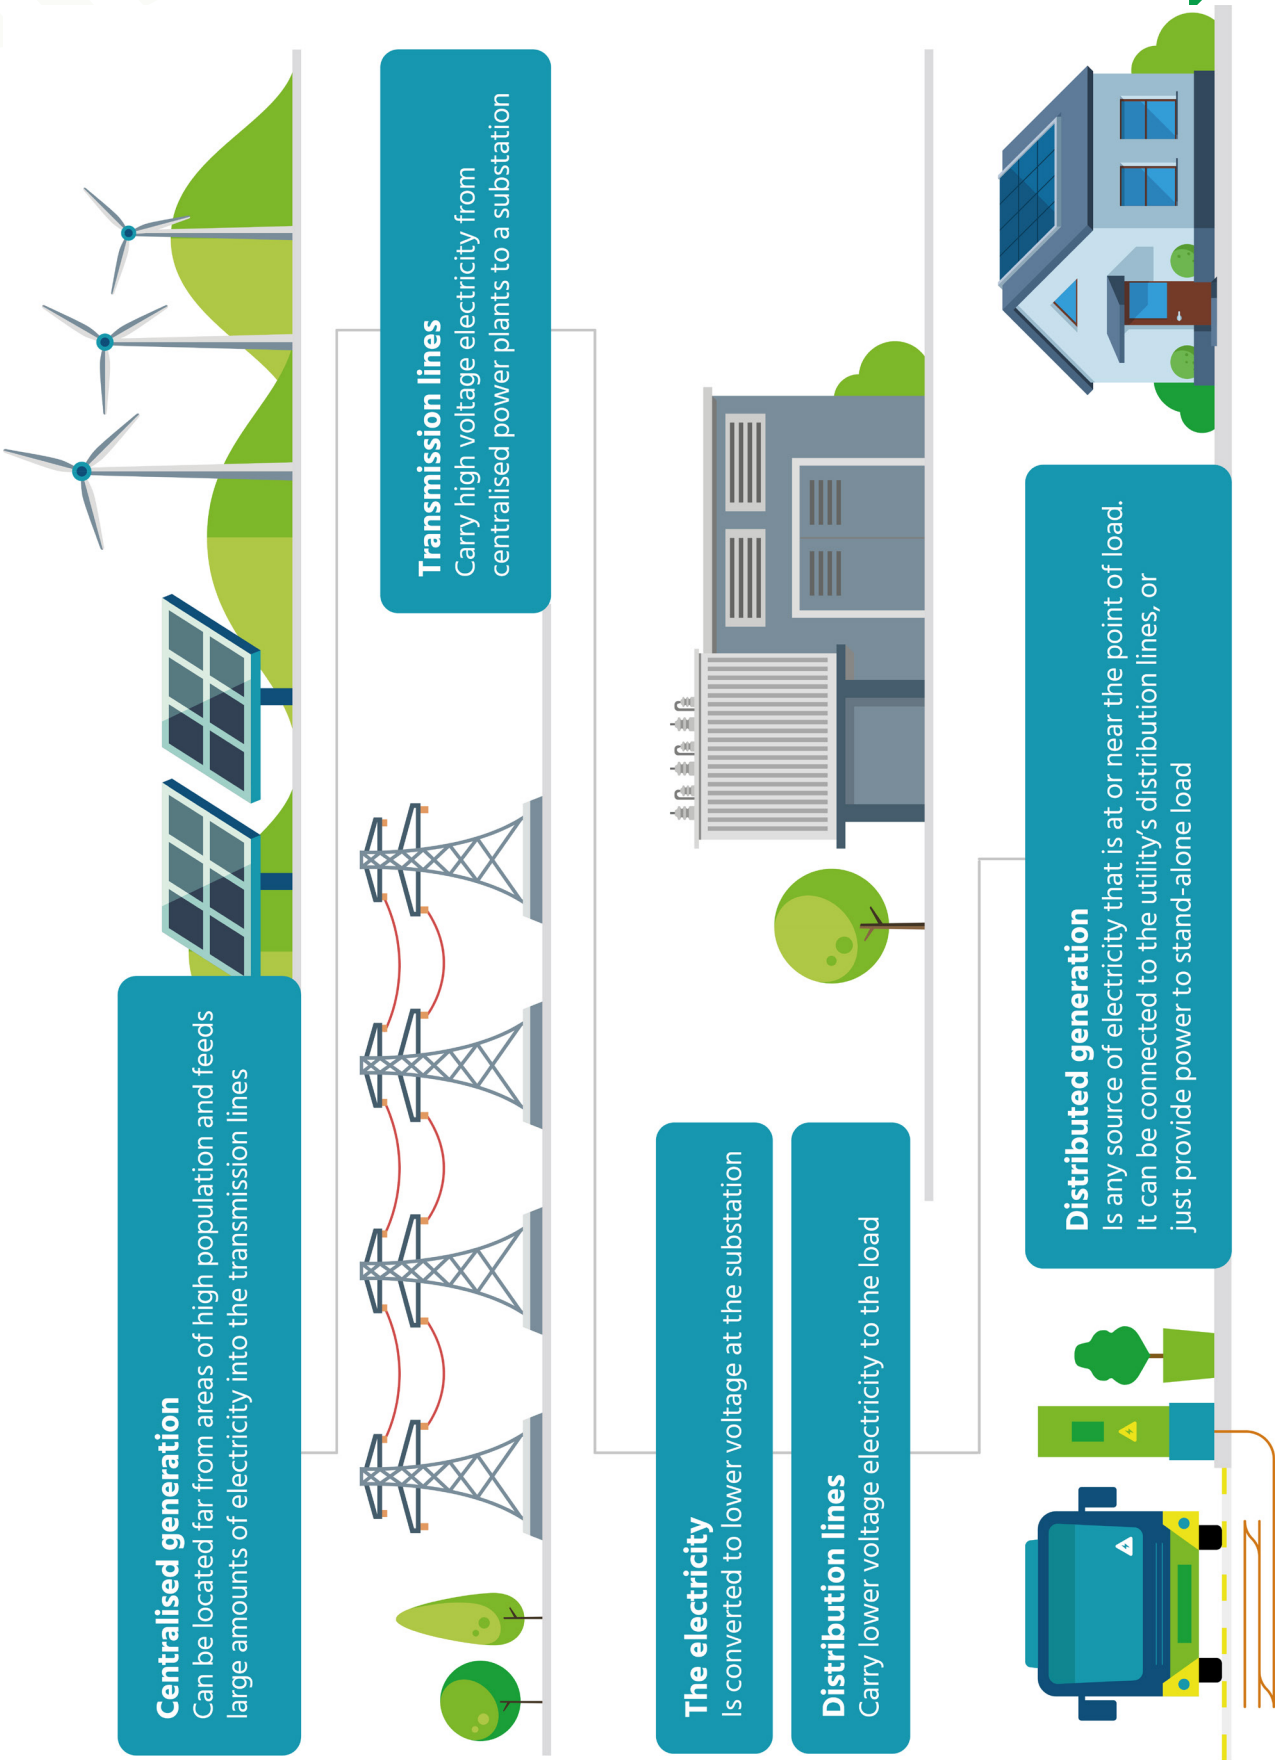 Centralised generation
Can be located far from areas of high population and feeds
large amounts of electricity into the transmission lines
Transmission lines
Carry high voltage electricity from
centralised power plants to a substation
The electricity
Is converted to lower voltage at the substation
Distribution lines
Carry lower voltage electricity to the load
Distributed generation
Is any source of electricity that is at or near the point of load.
It can be connected to the utility’s distribution lines, or
just provide power to stand-alone load